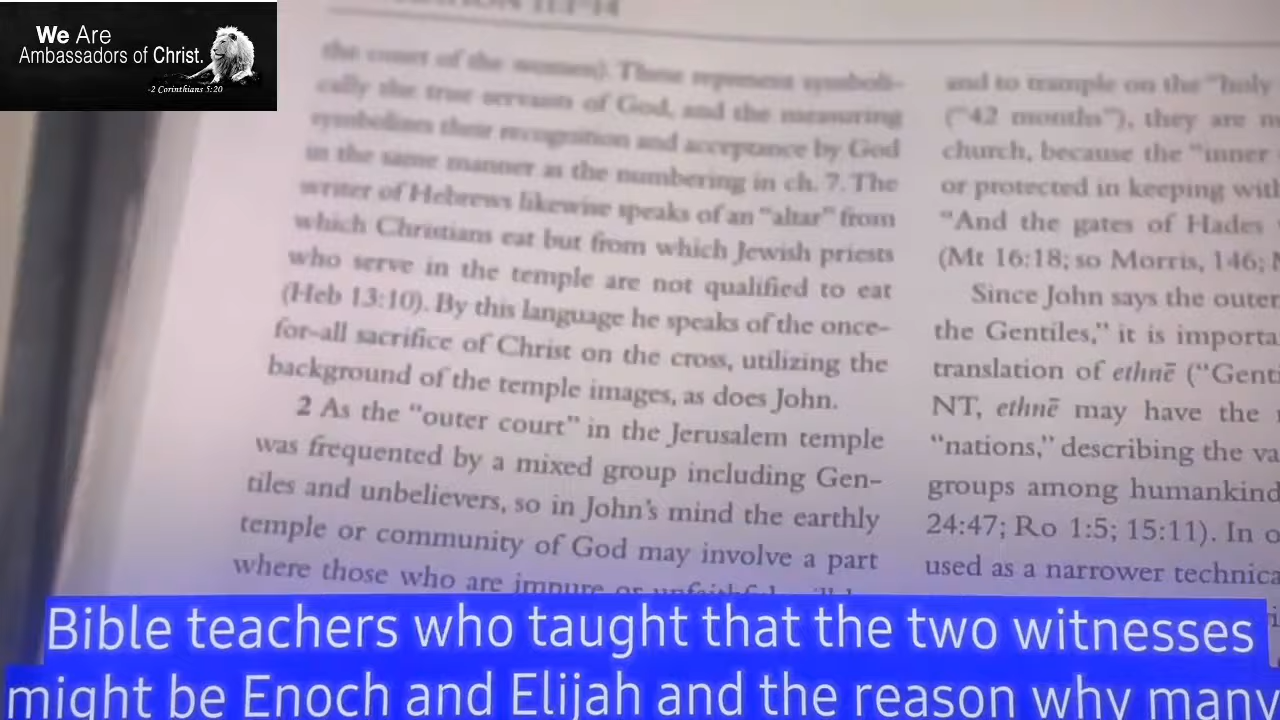 We Are
Ambassadors of Christ.
-2 Corinthians 5:20
the court of the women). These represent symboli-
cally the true servants of God, and the measuring
symbolizes their recognition and acceptance by God
in the same manner as the numbering in ch. 7. The
writer of Hebrews likewise speaks of an "altar" from
which Christians eat but from which Jewish priests
who serve in the temple are not qualified to eat
(Heb 13:10). By this language he speaks of the once-
for-all sacrifice of Christ on the cross, utilizing the
background of the temple images, as does John.
2 As the "outer court" in the Jerusalem temple
was frequented by a mixed group including Gen-
tiles and unbelievers, so in John's mind the earthly
temple or community of God may involve a part
where those who are impure or
and to trample on the "holy
("42 months"), they are
church, because the "inner
or protected in keeping with
"And the gates of Hades
(Mt 16:18; so Morris, 146;
Since John says the outer
the Gentiles," it is
translation of ethnē
NT, ethnē may have the
"nations," describing the
groups among humankind
24:47; Ro 1:5; 15:11). In
used as a narrower
Bible teachers who taught that the two witnesses
might be Enoch and Elijah and the reason why many